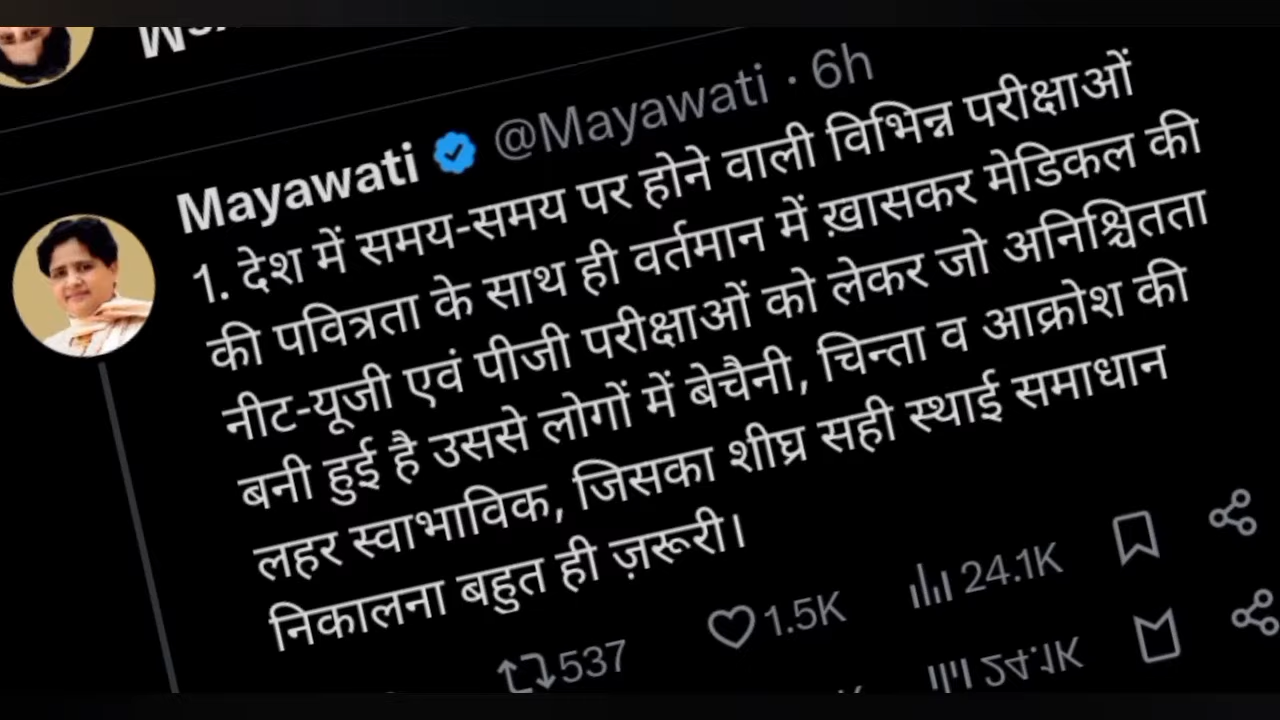 Mayawati @Mayawati · 6h
1. देश में समय-समय पर होने वाली विभिन्न परीक्षाओं
की पवित्रता के साथ ही वर्तमान में ख़ासकर मेडिकल की
नीट-यूजी एवं पीजी परीक्षाओं को लेकर जो अनिश्चितता
बनी हुई है उससे लोगों में बेचैनी, चिन्ता व आक्रोश की
लहर स्वाभाविक, जिसका शीघ्र सही स्थाई समाधान
निकालना बहुत ही ज़रूरी।
537 1.5K 24.1K